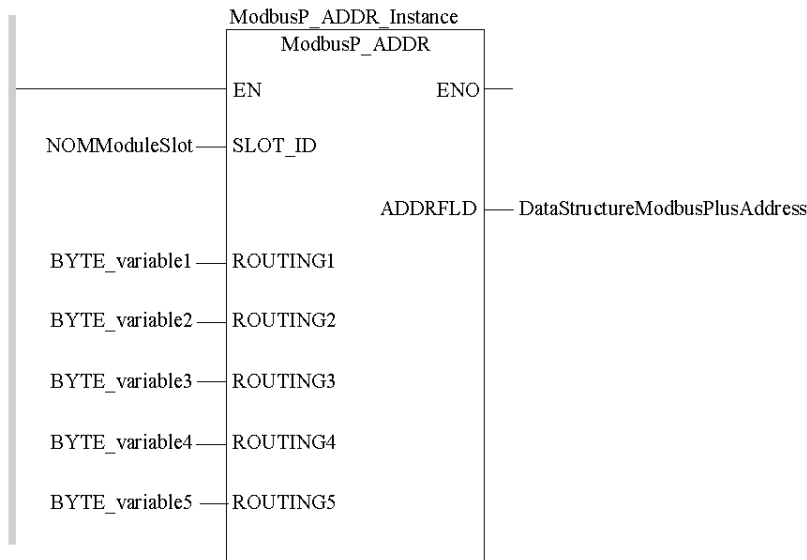 ModbusP_ADDR_Instance
ModbusP_ADDR
EN ENO
NOMModuleSlot SLOT_ID
ADDRFLD DataStructureModbusPlusAddress
BYTE_variable1 ROUTING1
BYTE_variable2 ROUTING2
BYTE_variable3 ROUTING3
BYTE_variable4 ROUTING4
BYTE_variable5 ROUTING5